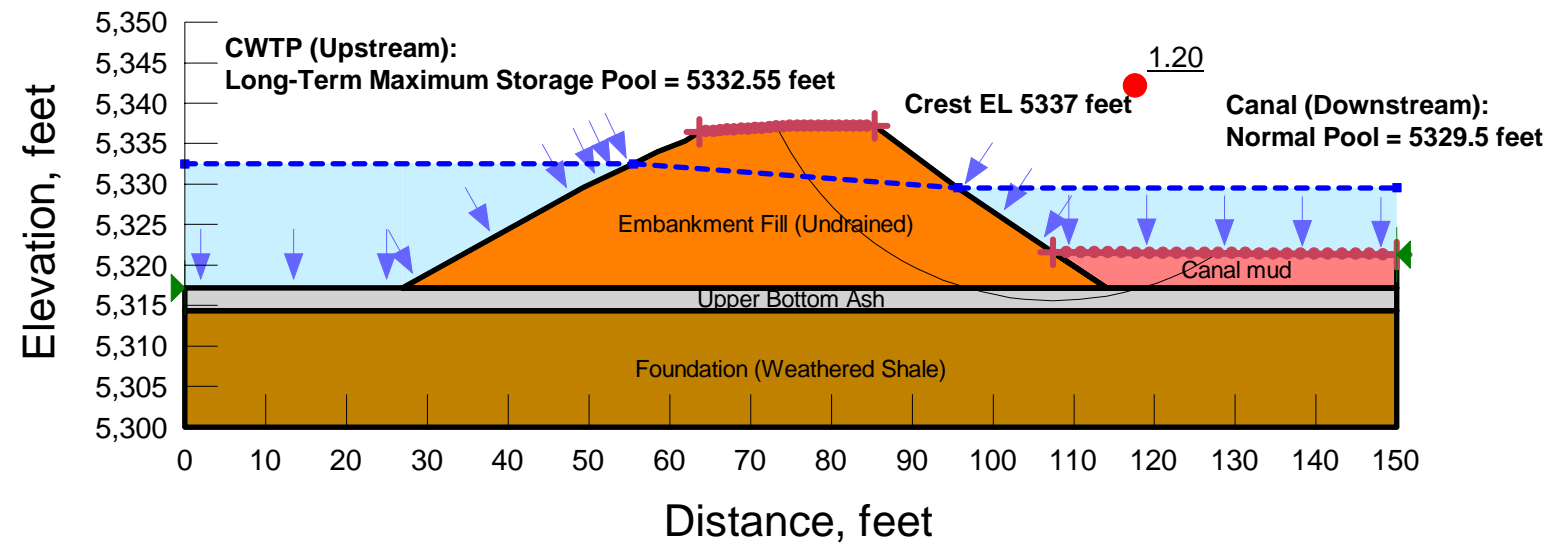 5,350
5,345
5,340
5,335
5,330
5,325
5,320
5,315
5,310
5,305
5,300
Elevation, feet
CWTP (Upstream):
Long-Term Maximum Storage Pool = 5332.55 feet
1.20
Crest EL 5337 feet
Canal (Downstream):
Normal Pool = 5329.5 feet
Embankment Fill (Undrained)
Canal mud
Upper Bottom Ash
Foundation (Weathered Shale)
0 10 20 30 40 50 60 70 80 90 100 110 120 130 140 150
Distance, feet